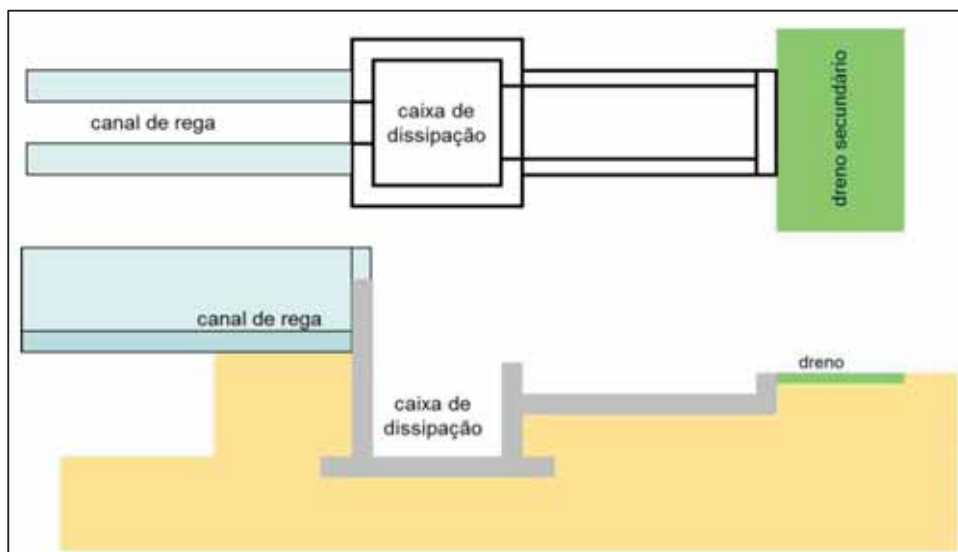 canal de rega
caixa de
dissipação
dreno secundário
canal de rega
caixa de
dissipação
dreno